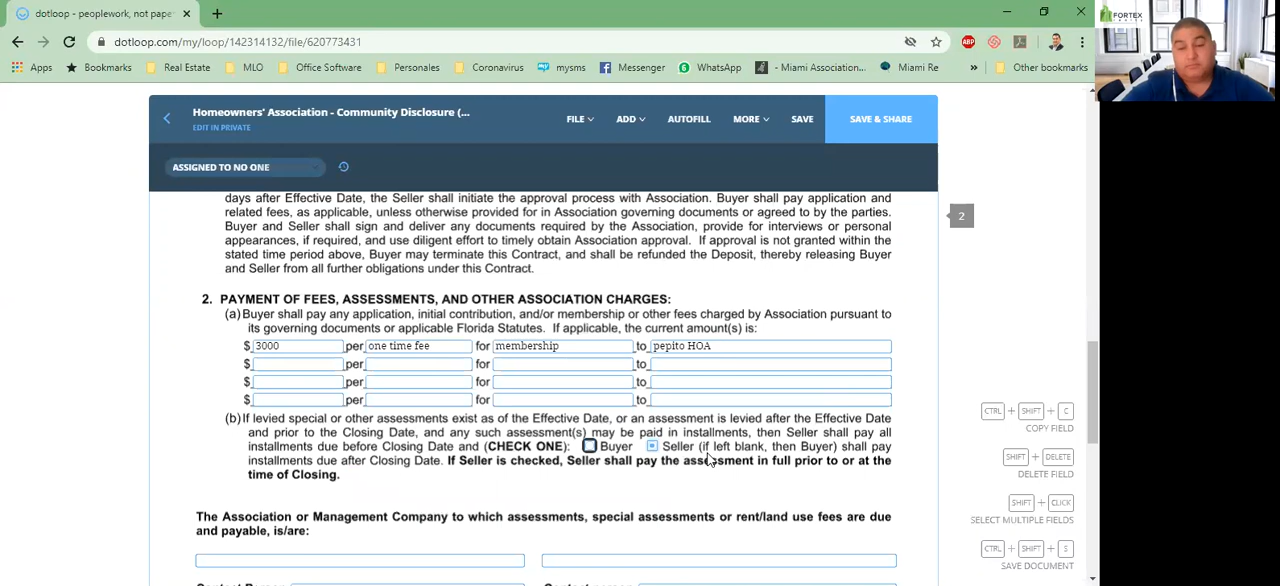 dotloop - peoplework, not pape
dotloop.com/my/loop/142314132/file/620773431
ABP
Apps Bookmarks Real Estate MLO Office Software Personales Coronavirus mysms Messenger WhatsApp Miami Association... Miami Re » Other bookmarks
FORTEX
Homeowners' Association - Community Disclosure (...
EDIT IN PRIVATE
FILE ADD AUTOFILL MORE SAVE SAVE & SHARE
ASSIGNED TO NO ONE
2
days after Effective Date, the Seller shall initiate the approval process with Association. Buyer shall pay application and
related fees, as applicable, unless otherwise provided for in Association governing documents or agreed to by the parties.
Buyer and Seller shall sign and deliver any documents required by the Association, provide for interviews or personal
appearances, if required, and use diligent effort to timely obtain Association approval. If approval is not granted within the
stated time period above, Buyer may terminate this Contract, and shall be refunded the Deposit, thereby releasing Buyer
and Seller from all further obligations under this Contract.
2. PAYMENT OF FEES, ASSESSMENTS, AND OTHER ASSOCIATION CHARGES:
(a) Buyer shall pay any application, initial contribution, and/or membership or other fees charged by Association pursuant to
its governing documents or applicable Florida Statutes. If applicable, the current amount(s) is:
$ 3000 per one time fee for membership to pepito HOA
$ per for to
$ per for to
$ per for to
(b) If levied special or other assessments exist as of the Effective Date, or an assessment is levied after the Effective Date
and prior to the Closing Date, and any such assessment(s) may be paid in installments, then Seller shall pay all
installments due before Closing Date and (CHECK ONE): Buyer Seller (if left blank, then Buyer) shall pay
installments due after Closing Date. If Seller is checked, Seller shall pay the assessment in full prior to or at the
time of Closing.
The Association or Management Company to which assessments, special assessments or rent/land use fees are due
and payable, is/are:
Contact Person Contact person
CTRL + SHIFT + C
COPY FIELD
SHIFT + DELETE
DELETE FIELD
SHIFT + CLICK
SELECT MULTIPLE FIELDS
CTRL + SHIFT + S
SAVE DOCUMENT